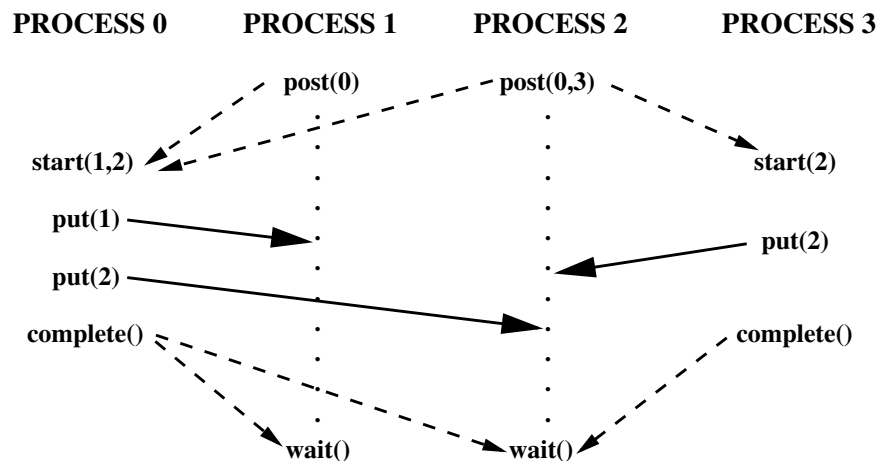 PROCESS 0 PROCESS 1 PROCESS 2 PROCESS 3
post(0) post(0,3)
start(1,2) start(2)
put(1)
put(2)
put(2)
complete() complete()
wait() wait()